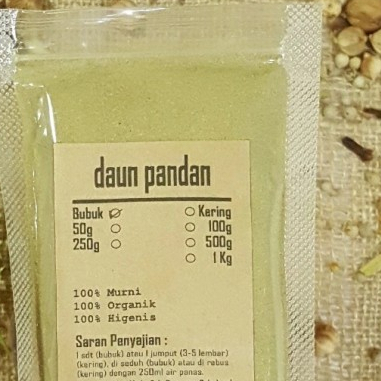 daun pandan
Bubuk Kering
50g 100g
250g 500g
1 Kg
100% Murni
100% Organik
100% Higenis
Saran Penyajian :
1 sdt (bubuk) atau 1 jumput (3-5 lembar)
(kering), di seduh (bubuk) atau di rebus
(kering) dengan 250ml air panas.